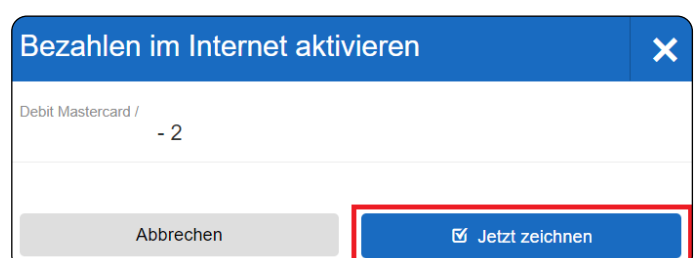 Bezahlen im Internet aktivieren
Debit Mastercard /
- 2
Abbrechen
Jetzt zeichnen